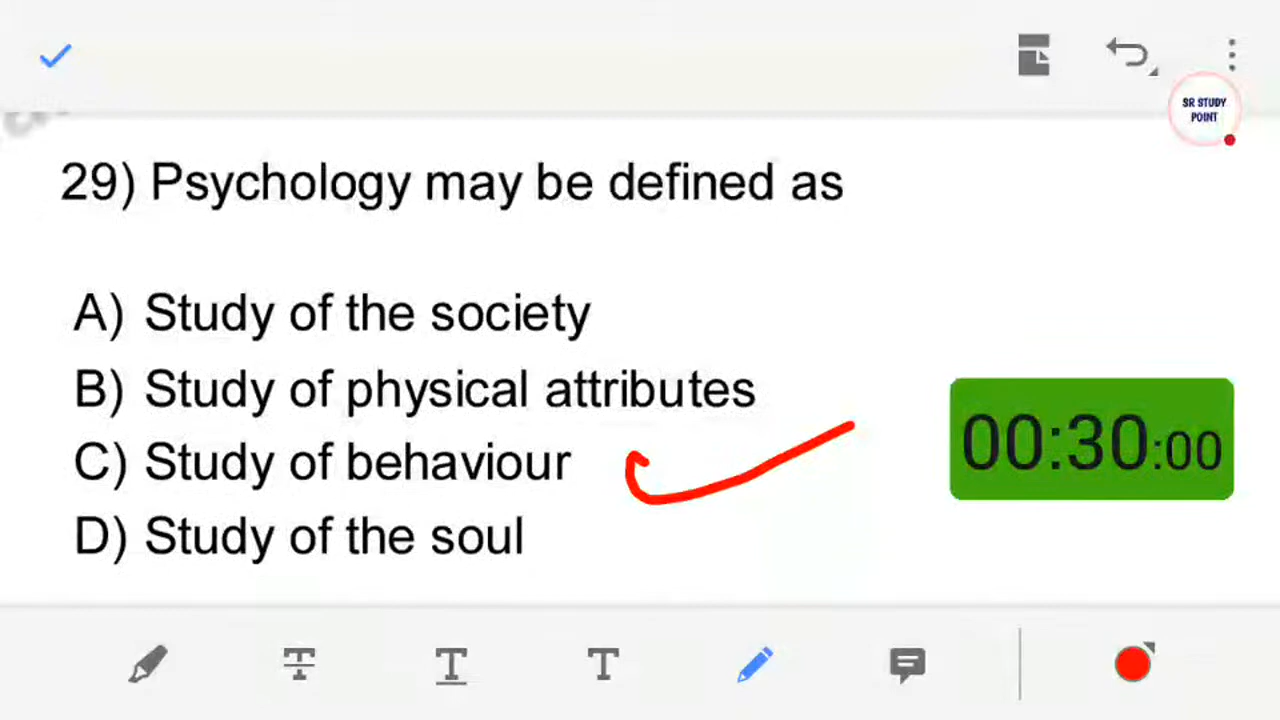 SR STUDY
POINT
29) Psychology may be defined as
A) Study of the society
B) Study of physical attributes
C) Study of behaviour
00:30:00
D) Study of the soul
T
T
T